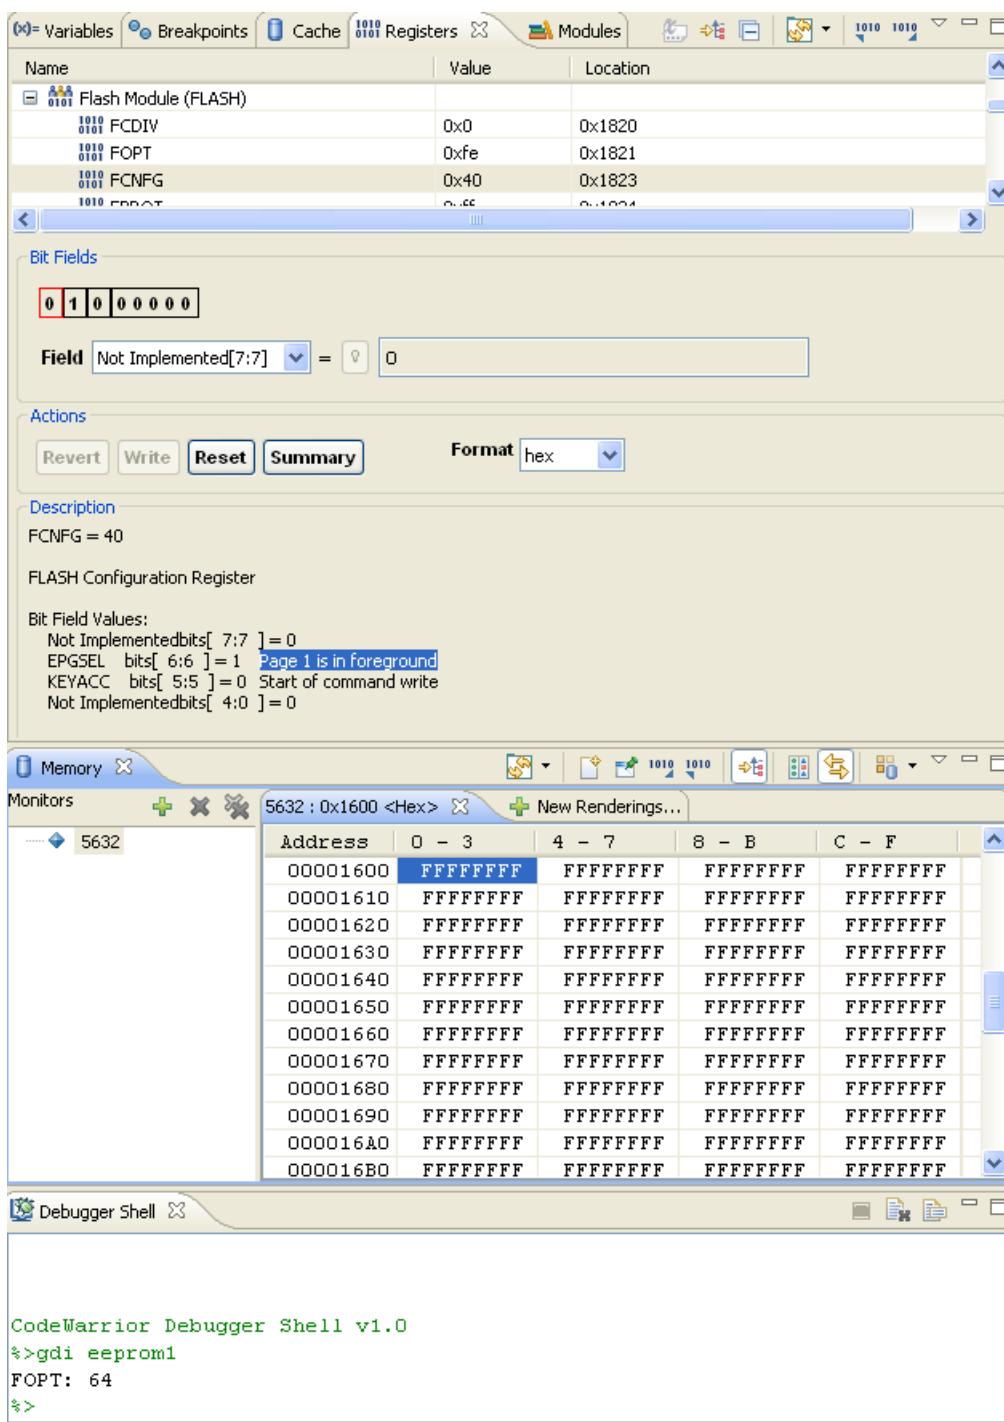 (x)= Variables Breakpoints Cache 1010 0101 Registers Modules
Name Value Location
Flash Module (FLASH)
1010 0101 FCDIV 0x0 0x1820
1010 0101 FOPT 0xfe 0x1821
1010 0101 FCNFG 0x40 0x1823
Bit Fields
0 1 0 0 0 0 0 0
Field Not Implemented[7:7] = 0
Actions
Revert Write Reset Summary Format hex
Description
FCNFG = 40
FLASH Configuration Register
Bit Field Values:
Not Implementedbits[ 7:7 ] = 0
EPGSEL bits[ 6:6 ] = 1 Page 1 is in foreground
KEYACC bits[ 5:5 ] = 0 Start of command write
Not Implementedbits[ 4:0 ] = 0
Memory
Monitors 5632 : 0x1600 <Hex> New Renderings...
5632 Address 0 - 3 4 - 7 8 - B C - F
00001600 FFFFFFFF FFFFFFFF FFFFFFFF FFFFFFFF
00001610 FFFFFFFF FFFFFFFF FFFFFFFF FFFFFFFF
00001620 FFFFFFFF FFFFFFFF FFFFFFFF FFFFFFFF
00001630 FFFFFFFF FFFFFFFF FFFFFFFF FFFFFFFF
00001640 FFFFFFFF FFFFFFFF FFFFFFFF FFFFFFFF
00001650 FFFFFFFF FFFFFFFF FFFFFFFF FFFFFFFF
00001660 FFFFFFFF FFFFFFFF FFFFFFFF FFFFFFFF
00001670 FFFFFFFF FFFFFFFF FFFFFFFF FFFFFFFF
00001680 FFFFFFFF FFFFFFFF FFFFFFFF FFFFFFFF
00001690 FFFFFFFF FFFFFFFF FFFFFFFF FFFFFFFF
000016A0 FFFFFFFF FFFFFFFF FFFFFFFF FFFFFFFF
000016B0 FFFFFFFF FFFFFFFF FFFFFFFF FFFFFFFF
Debugger Shell
CodeWarrior Debugger Shell v1.0
%>gdi eeprom1
FOPT: 64
%>